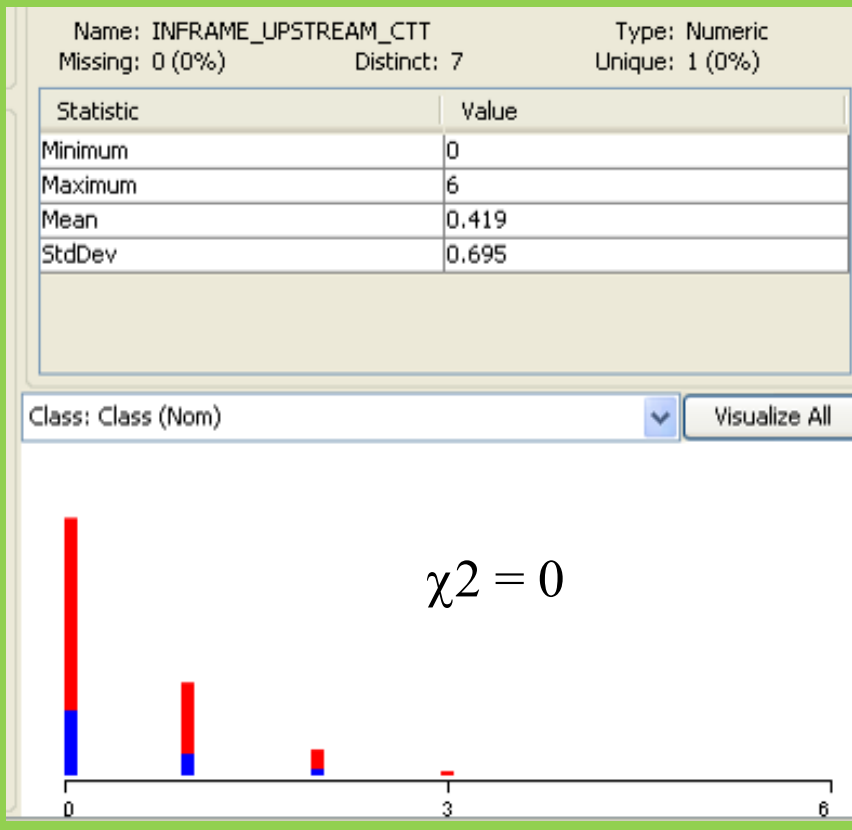 Name: INFRAME_UPSTREAM_CTT Type: Numeric
Missing: 0 (0%) Distinct: 7 Unique: 1 (0%)
Statistic Value
Minimum 0
Maximum 6
Mean 0.419
StdDev 0.695
Class: Class (Nom) Visualize All
χ2 = 0
0 3 6